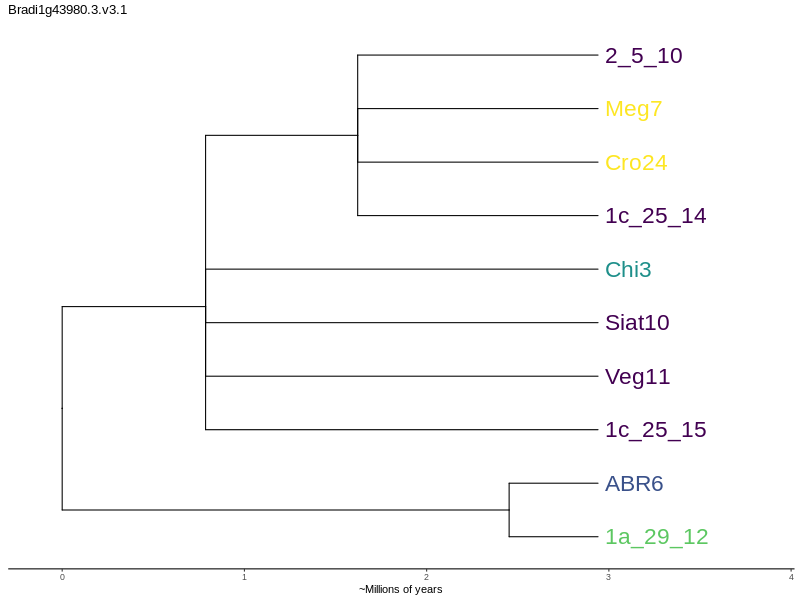 Bradi1g43980.3.v3.1
2_5_10
Meg7
Cro24
1c_25_14
Chi3
Siat10
Veg11
1c_25_15
ABR6
1a_29_12
0 1 2 3 4
~Millions of years